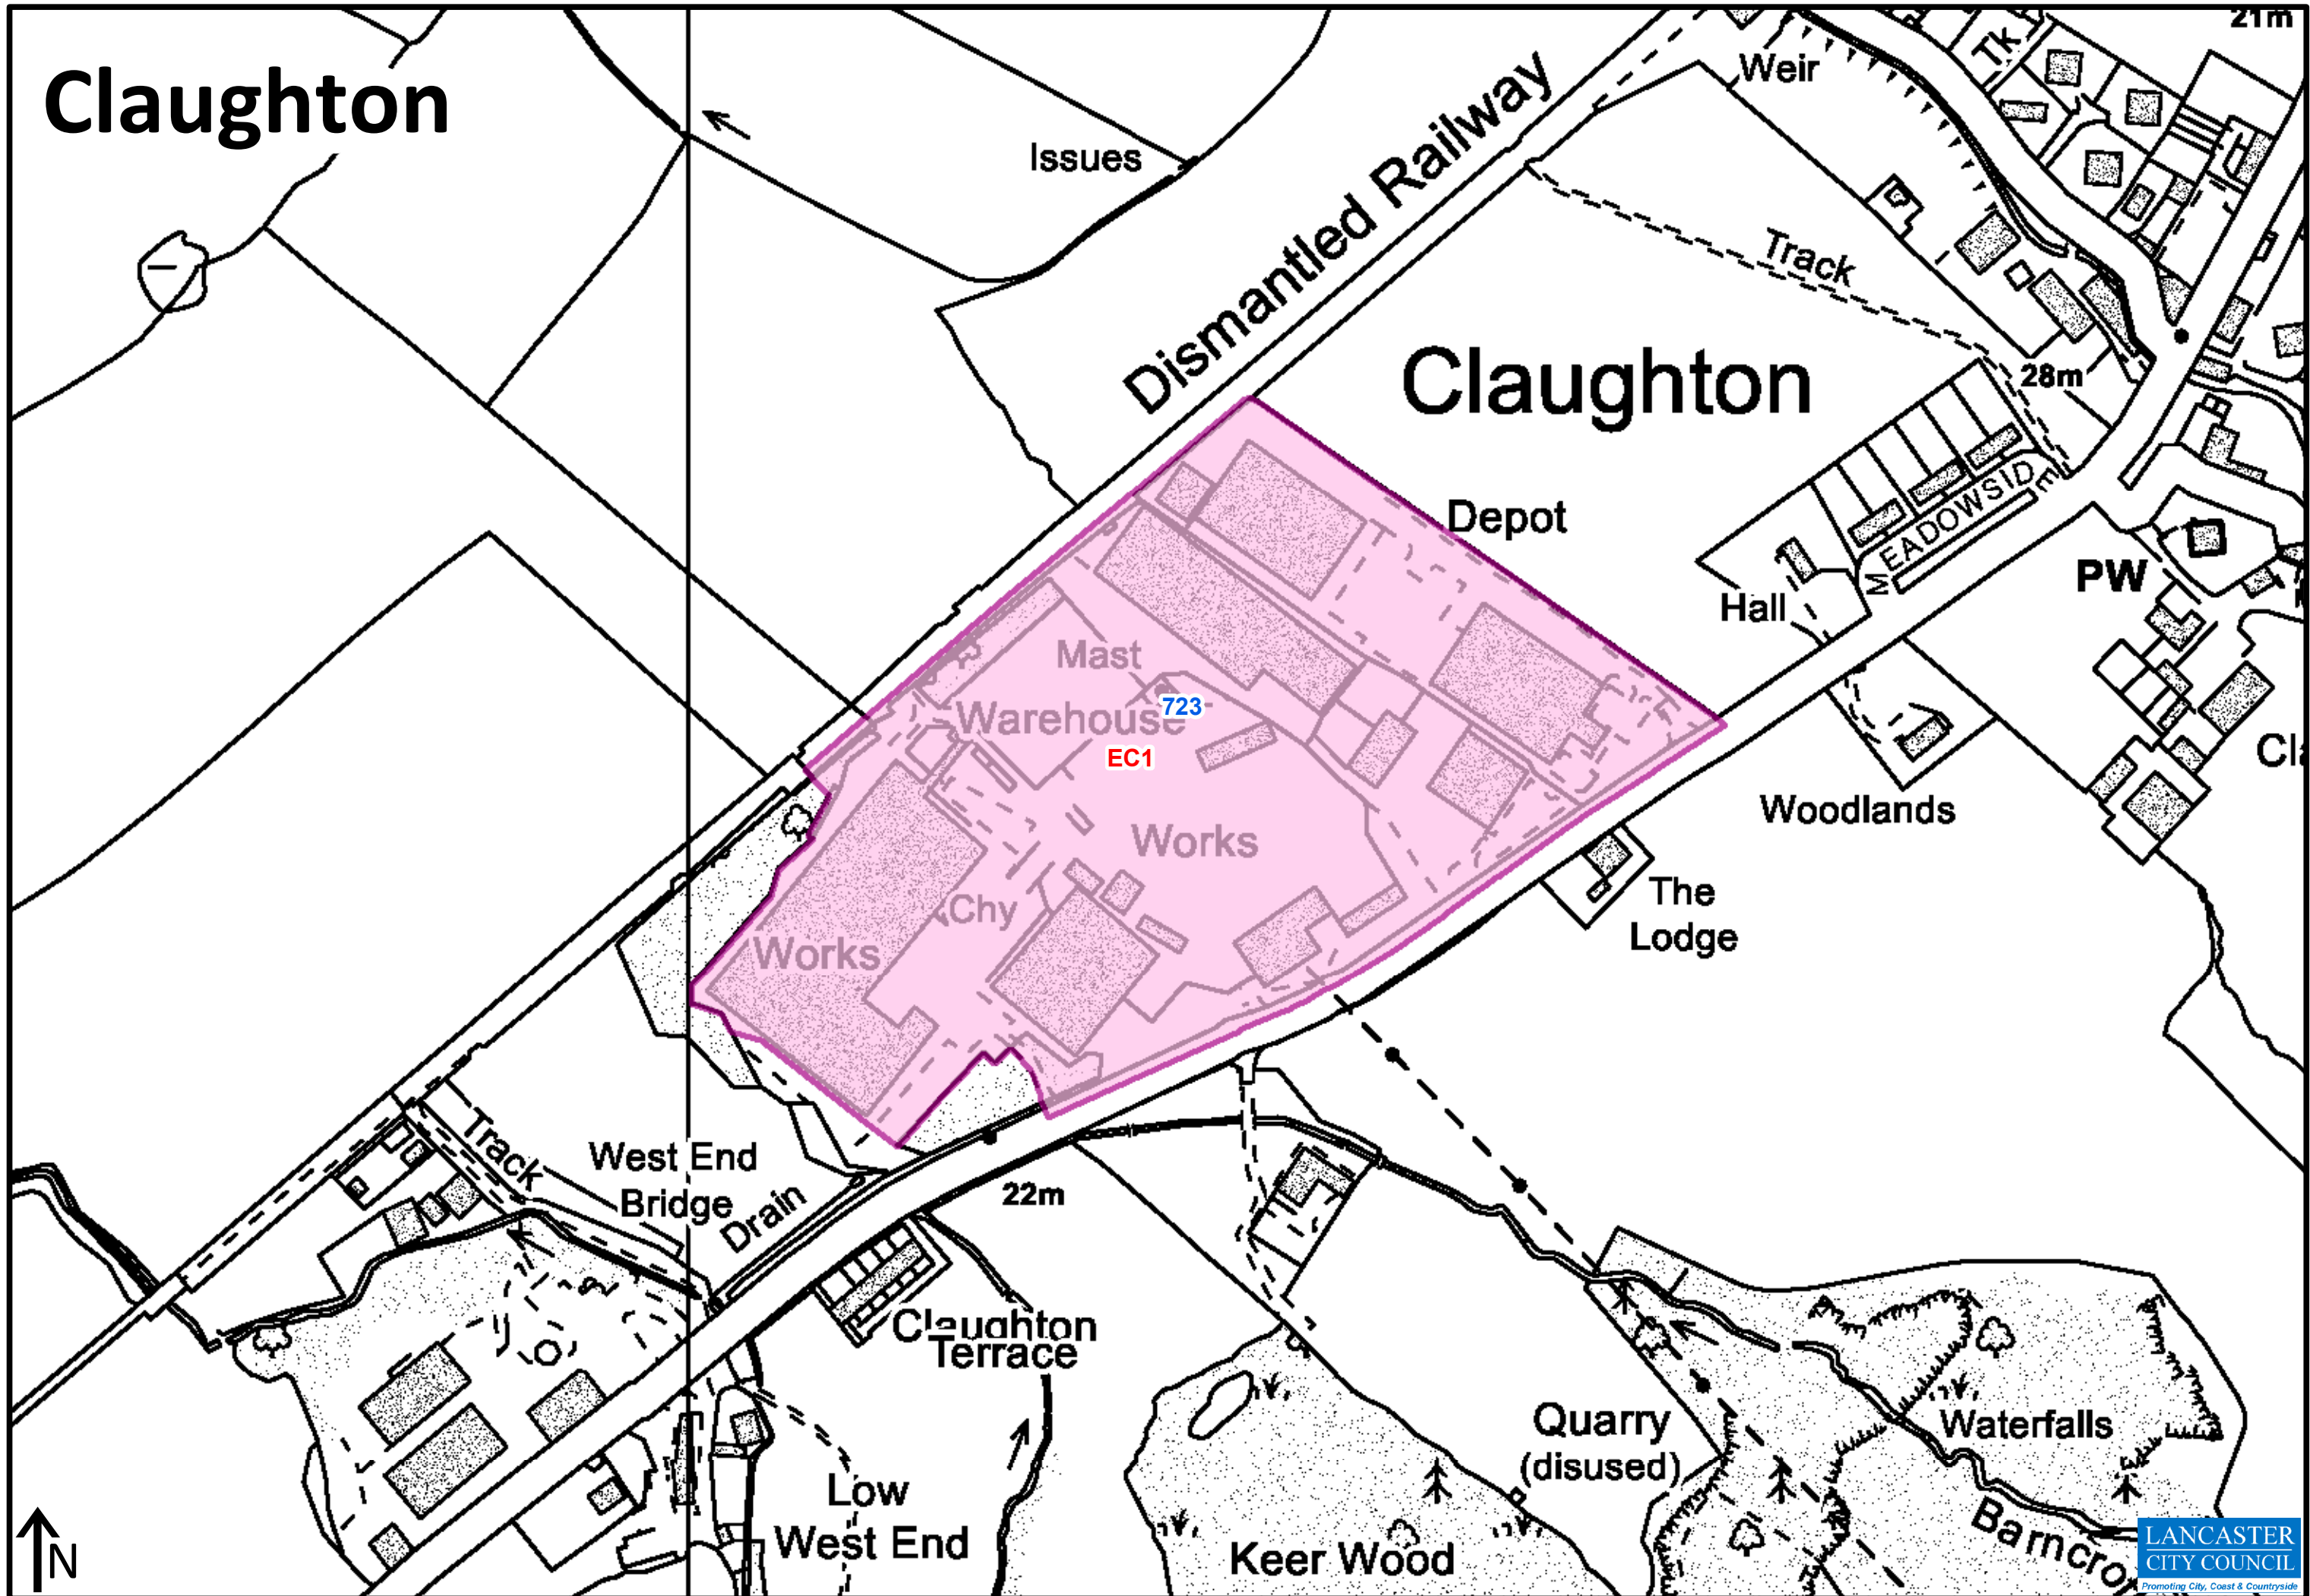 Claughton
21m
Tk
Weir
Issues
Dismantled Railway
Track
Claughton
28m
Depot
MEADOWSIDE
PW
Hall
Mast
Warehouse
723
EC1
Woodlands
Works
The
Lodge
Chy
Works
Track
West End
Bridge
Drain
22m
Claughton
Terrace
Quarry
(disused)
Waterfalls
Low
West End
Keer Wood
N
LANCASTER
CITY COUNCIL
Promoting City, Coast & Countryside